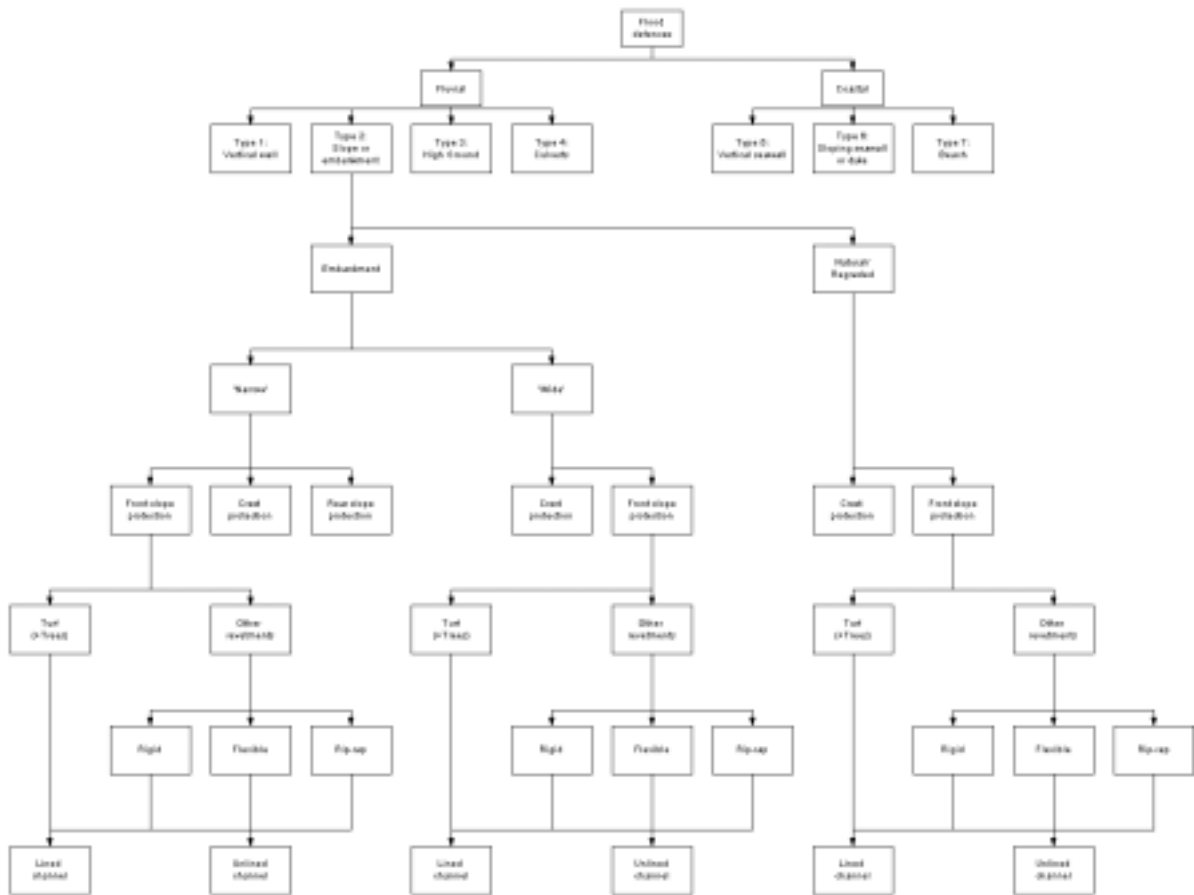 Flood
defences
Fluvial
Coastal
Type 1:
Vertical wall
Type 2:
Slope or
embankment
Type 3:
High Ground
Type 4:
Culverts
Type 5:
Vertical seawall
Type 6:
Sloping seawall
or dyke
Type 7:
Beach
Embankment
Natural/
Regraded
'Narrow'
'Wide'
Front slope
protection
Crest
protection
Rear slope
protection
Crest
protection
Front slope
protection
Crest
protection
Front slope
protection
Turf
Other
revetments
Turf
Other
revetments
Turf
Other
revetments
Rigid
Flexible
Rip-rap
Rigid
Flexible
Rip-rap
Rigid
Flexible
Rip-rap
Lined
channel
Unlined
channel
Lined
channel
Unlined
channel
Lined
channel
Unlined
channel